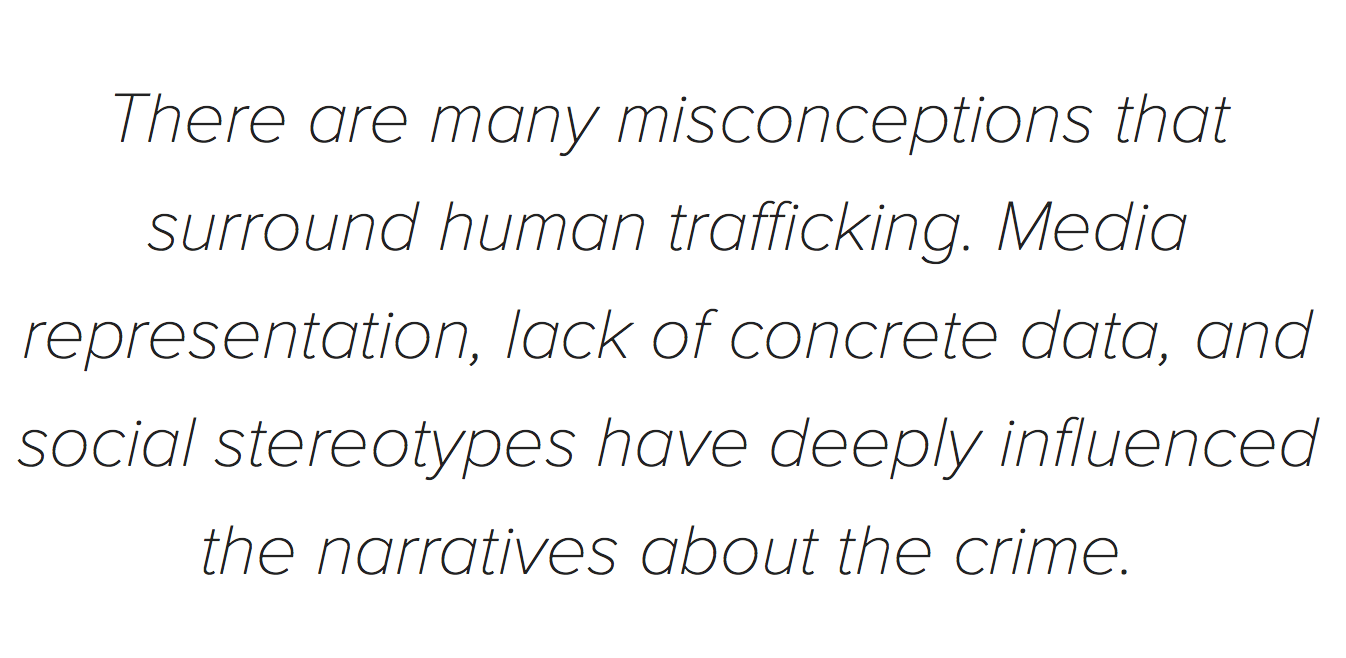 There are many misconceptions that
surround human trafficking. Media
representation, lack of concrete data, and
social stereotypes have deeply influenced
the narratives about the crime.